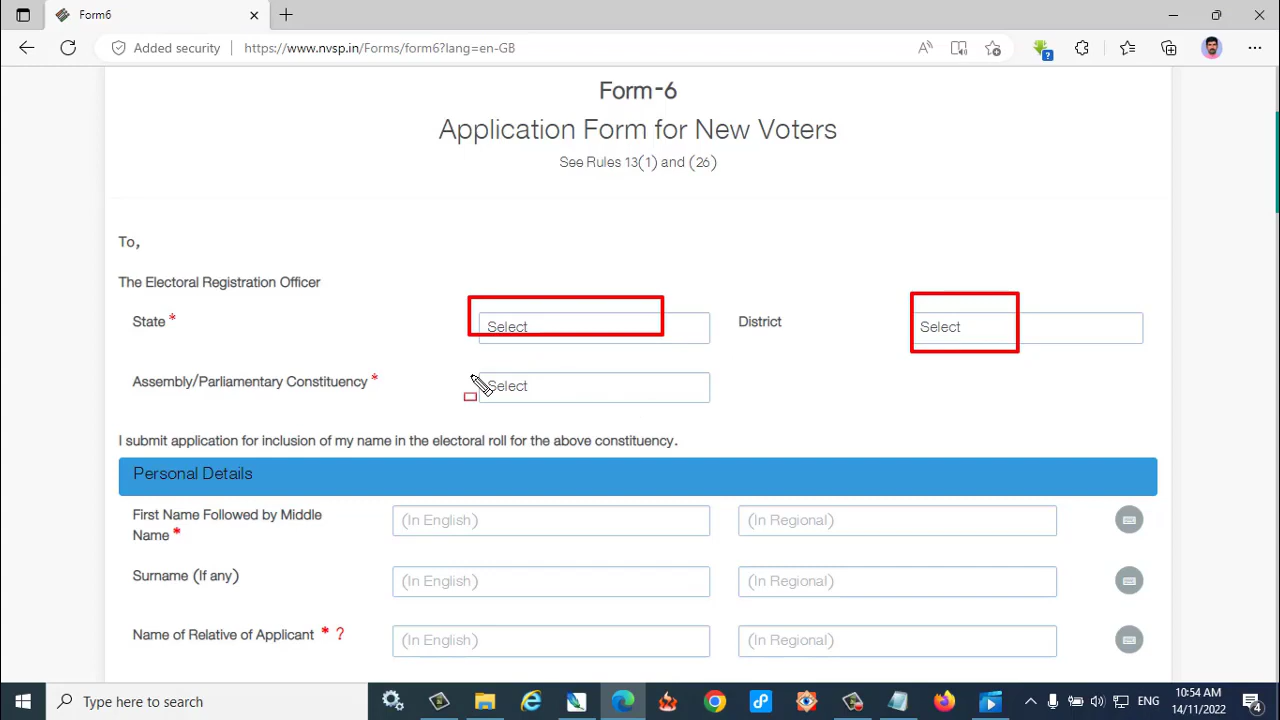 Form6
Added security
https://www.nvsp.in/Forms/form6?lang=en-GB
Form-6
Application Form for New Voters
See Rules 13(1) and (26)
To,
The Electoral Registration Officer
State * Select District Select
Assembly/Parliamentary Constituency * Select
I submit application for inclusion of my name in the electoral roll for the above constituency.
Personal Details
First Name Followed by Middle Name * (In English) (In Regional)
Surname (If any) (In English) (In Regional)
Name of Relative of Applicant * ? (In English) (In Regional)
Type here to search
ENG
10:54 AM
14/11/2022
4